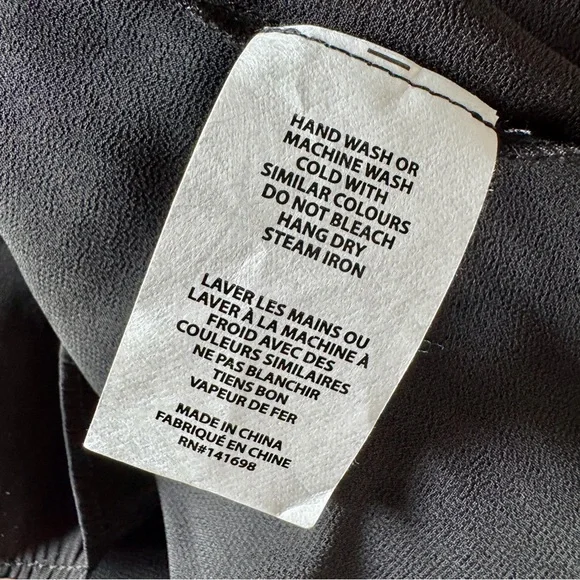 HAND WASH OR
MACHINE WASH
COLD WITH
SIMILAR COLOURS
DO NOT BLEACH
HANG DRY
STEAM IRON
LAVER LES MAINS OU
LAVER À LA MACHINE À
FROID AVEC DES
COULEURS SIMILAIRES
NE PAS BLANCHIR
TIENS BON
VAPEUR DE FER
MADE IN CHINA
FABRIQUÉ EN CHINE
RN#141698